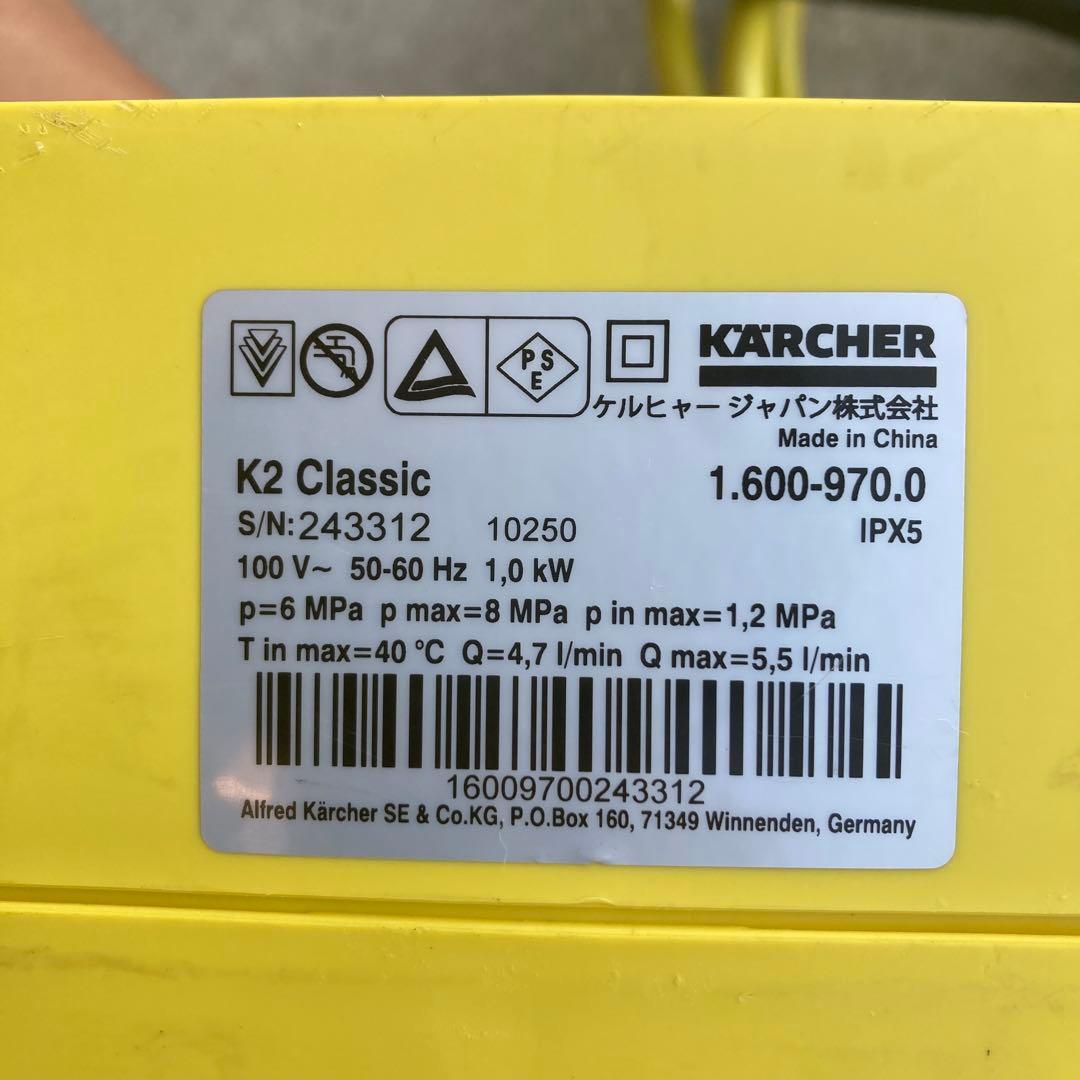 P S
E
KÄRCHER
ケルヒャー ジャパン株式会社
Made in China
K2 Classic 1.600-970.0
S/N: 243312 10250 IPX5
100 V~ 50-60 Hz 1,0 kW
p=6 MPa p max=8 MPa p in max=1,2 MPa
T in max=40 °C Q=4,7 l/min Q max=5,5 l/min
16009700243312
Alfred Kärcher SE & Co.KG, P.O.Box 160, 71349 Winnenden, Germany